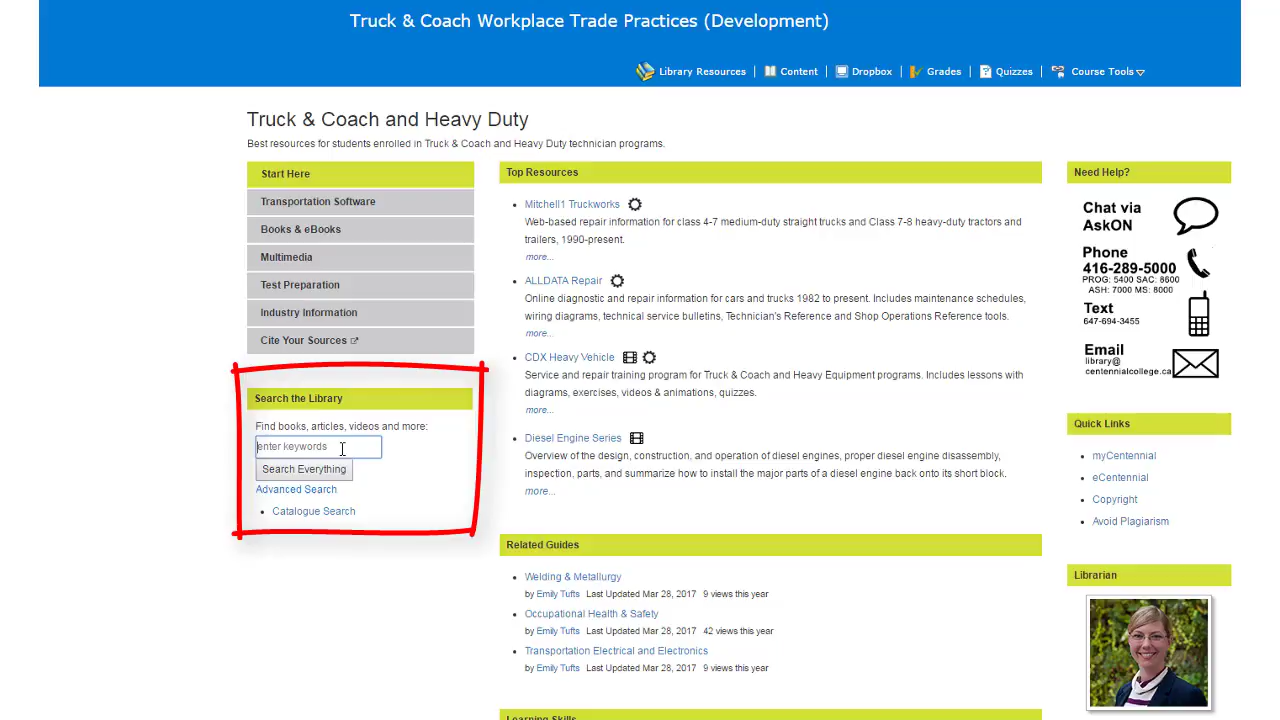 Truck & Coach Workplace Trade Practices (Development)
Library Resources | Content | Dropbox | Grades | Quizzes | Course Tools
Truck & Coach and Heavy Duty
Best resources for students enrolled in Truck & Coach and Heavy Duty technician programs.
Start Here
Transportation Software
Books & eBooks
Multimedia
Test Preparation
Industry Information
Cite Your Sources
Search the Library
Find books, articles, videos and more:
enter keywords
Search Everything
Advanced Search
Catalogue Search
Top Resources
Mitchell1 Truckworks
Web-based repair information for class 4-7 medium-duty straight trucks and Class 7-8 heavy-duty tractors and
trailers, 1990-present.
more...
ALLDATA Repair
Online diagnostic and repair information for cars and trucks 1982 to present. Includes maintenance schedules,
wiring diagrams, technical service bulletins, Technician's Reference and Shop Operations Reference tools.
more...
CDX Heavy Vehicle
Service and repair training program for Truck & Coach and Heavy Equipment programs. Includes lessons with
diagrams, exercises, videos & animations, quizzes.
more...
Diesel Engine Series
Overview of the design, construction, and operation of diesel engines, proper diesel engine disassembly,
inspection, parts, and summarize how to install the major parts of a diesel engine back onto its short block.
more...
Related Guides
Welding & Metallurgy
by Emily Tufts Last Updated Mar 28, 2017 9 views this year
Occupational Health & Safety
by Emily Tufts Last Updated Mar 28, 2017 42 views this year
Transportation Electrical and Electronics
by Emily Tufts Last Updated Mar 28, 2017 9 views this year
Learning Skills
Need Help?
Chat via
AskON
Phone
416-289-5000
PROG: 5400 SAC: 8600
ASH: 7000 MS: 8000
Text
647-694-3455
Email
library@
centennialcollege.ca
Quick Links
myCentennial
eCentennial
Copyright
Avoid Plagiarism
Librarian